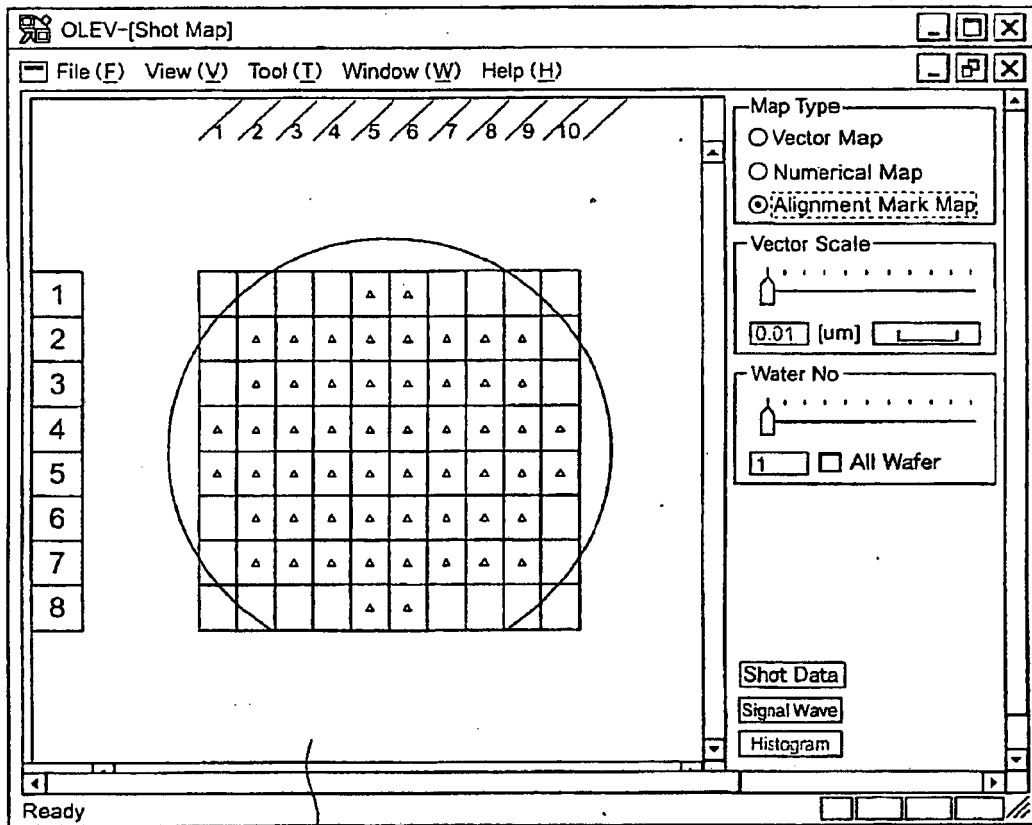 OLEV-[Shot Map]
File (F) View (V) Tool (T) Window (W) Help (H)
1 2 3 4 5 6 7 8 9 10
1
2
3
4
5
6
7
8
Map Type
Vector Map
Numerical Map
Alignment Mark Map
Vector Scale
0.01 [um]
Water No
1 All Wafer
Shot Data
Signal Wave
Histogram
Ready